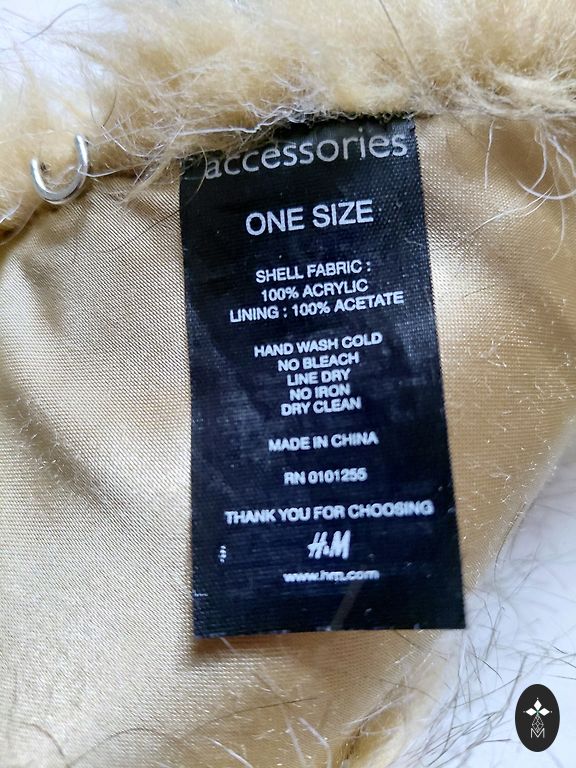 accessories
ONE SIZE
SHELL FABRIC :
100% ACRYLIC
LINING : 100% ACETATE
HAND WASH COLD
NO BLEACH
LINE DRY
NO IRON
DRY CLEAN
MADE IN CHINA
RN 0101255
THANK YOU FOR CHOOSING
H&M
www.hm.com